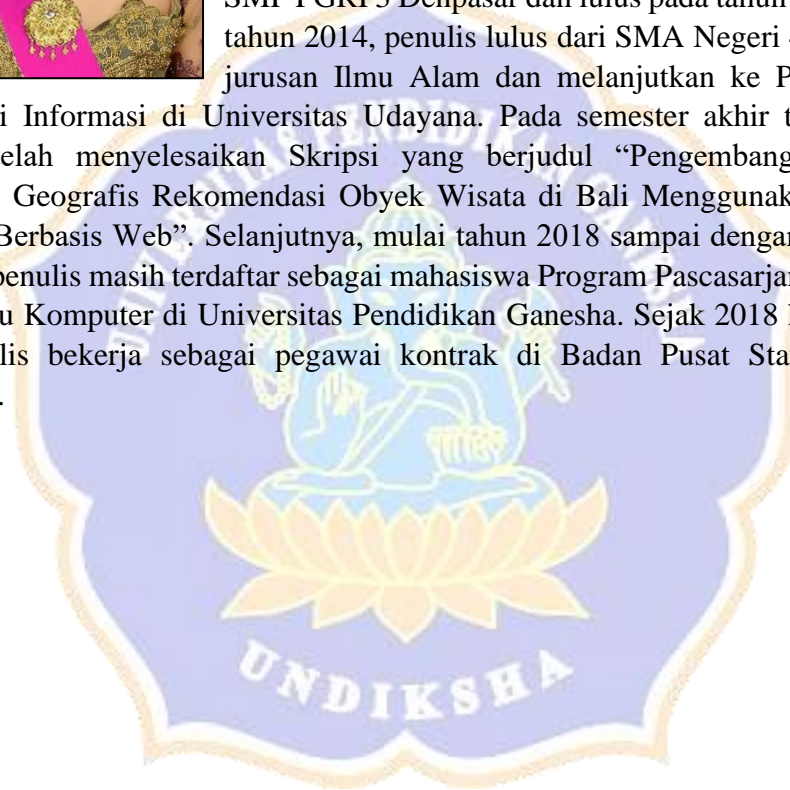 SMP PGRI 3 Denpasar dan lulus pada tahun
tahun 2014, penulis lulus dari SMA Negeri
jurusan Ilmu Alam dan melanjutkan ke P
i Informasi di Universitas Udayana. Pada semester akhir t
elah menyelesaikan Skripsi yang berjudul “Pengembang
Geografis Rekomendasi Obyek Wisata di Bali Menggunak
Berbasis Web”. Selanjutnya, mulai tahun 2018 sampai dengan
penulis masih terdaftar sebagai mahasiswa Program Pascasarjan
u Komputer di Universitas Pendidikan Ganesha. Sejak 2018
lis bekerja sebagai pegawai kontrak di Badan Pusat Sta
.
UNIVERSITAS PENDIDIKAN GANESHA
UNDIKSHA